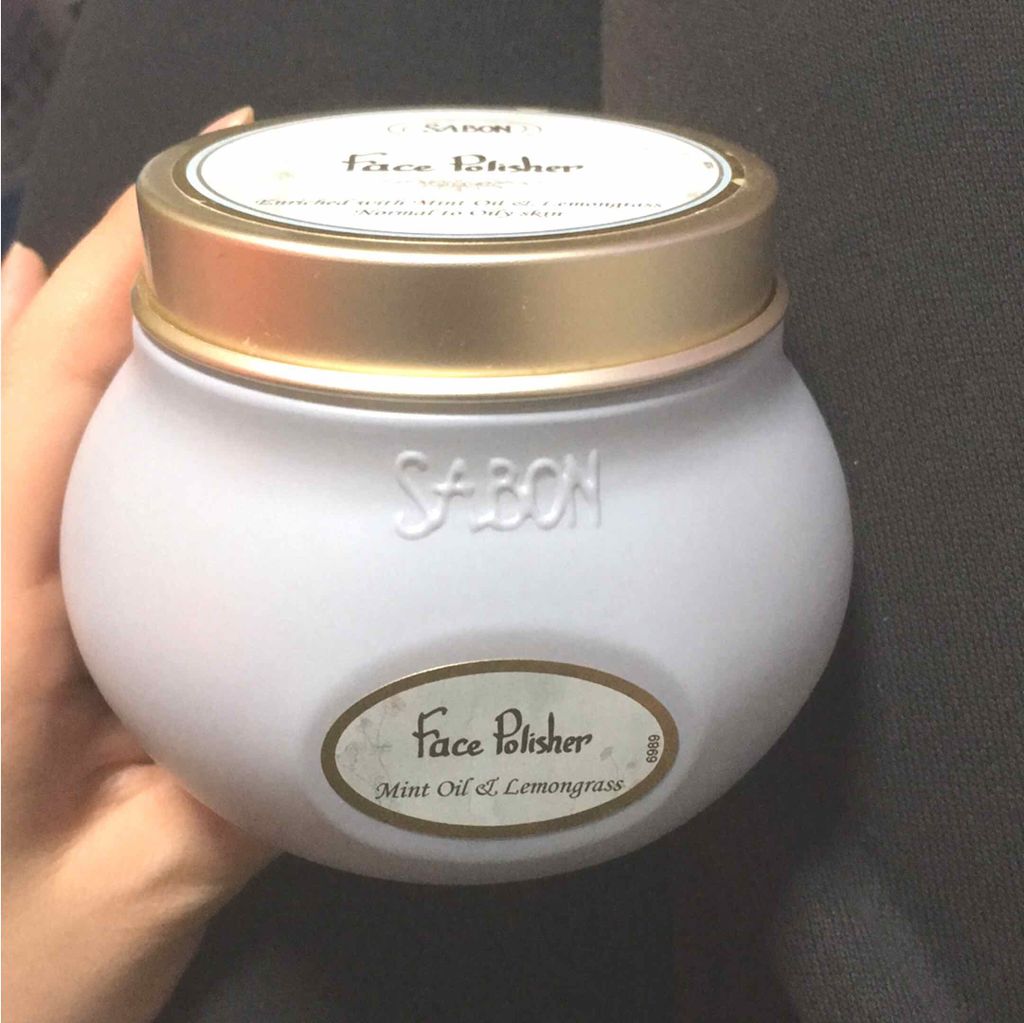 SABON
Face Polisher
Enriched with Mint Oil & Lemongrass
Normal to Oily skin
SABON
Face Polisher
Mint Oil & Lemongrass
6989